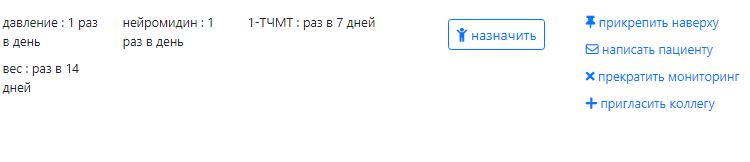 давление : 1 раз
в день
вес : раз в 14
дней
нейромидин : 1
раз в день
1-ТЧМТ : раз в 7 дней
назначить
прикрепить наверху
написать пациенту
прекратить мониторинг
пригласить коллегу